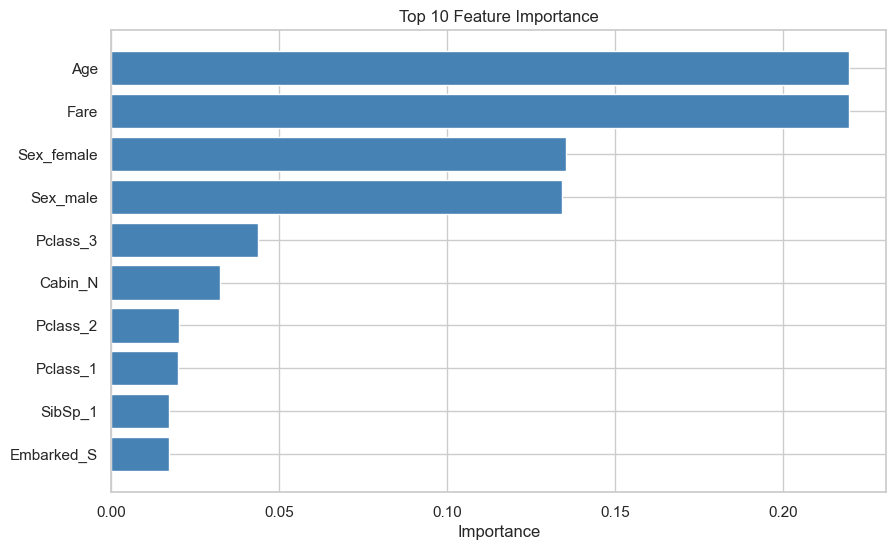 Top 10 Feature Importance
Age
Fare
Sex_female
Sex_male
Pclass_3
Cabin_N
Pclass_2
Pclass_1
SibSp_1
Embarked_S
0.00 0.05 0.10 0.15 0.20
Importance